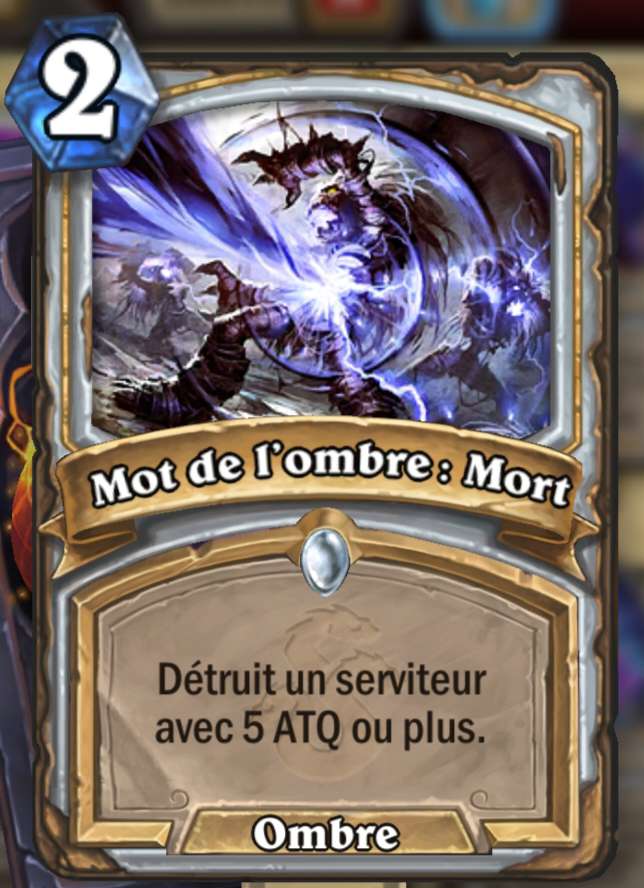 2
Mot de l'ombre : Mort
Détruit un serviteur
avec 5 ATQ ou plus.
Ombre